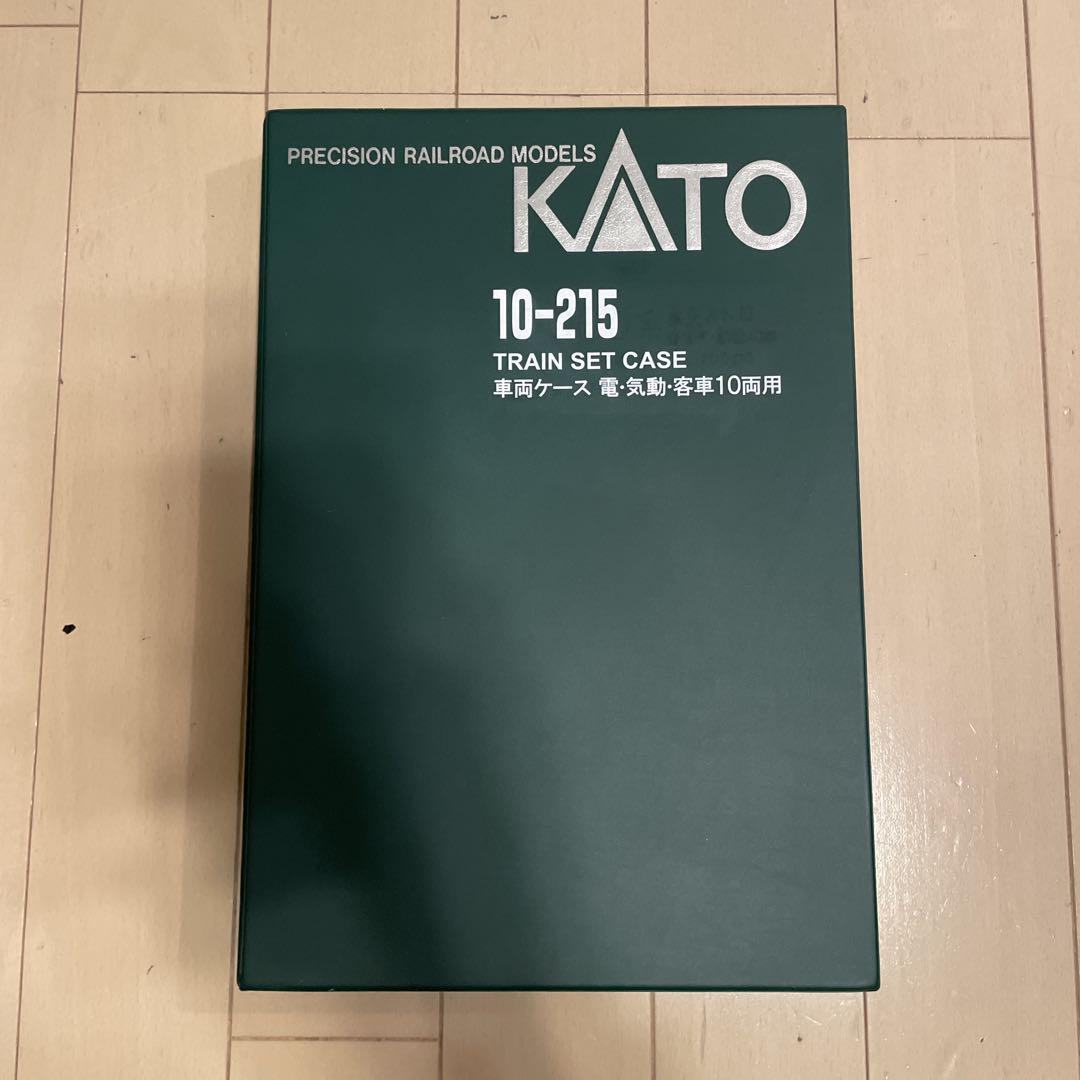 PRECISION RAILROAD MODELS
KATO
10-215
TRAIN SET CASE
車両ケース 電・気動・客車10両用